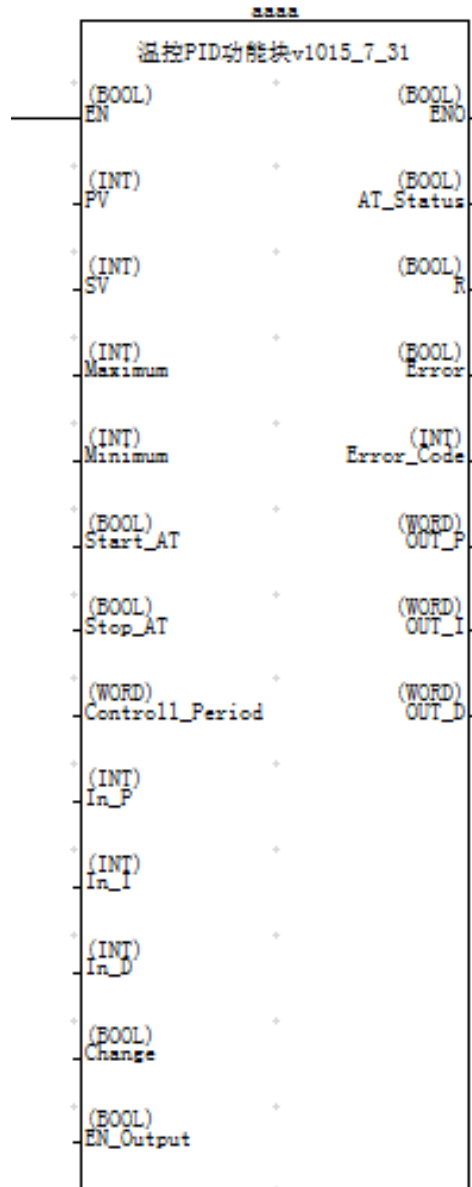 aaaa
温控PID功能块v1015_7_31
(BOOL) (BOOL)
EN ENO
(INT) (BOOL)
PV AT_Status
(INT) (BOOL)
SV R
(INT) (BOOL)
Maximum Error
(INT) (INT)
Minimum Error_Code
(BOOL) (WORD)
Start_AT OUT_P
(BOOL) (WORD)
Stop_AT OUT_I
(WORD) (WORD)
Controll_Period OUT_D
(INT)
In_P
(INT)
In_I
(INT)
In_D
(BOOL)
Change
(BOOL)
EN_Output